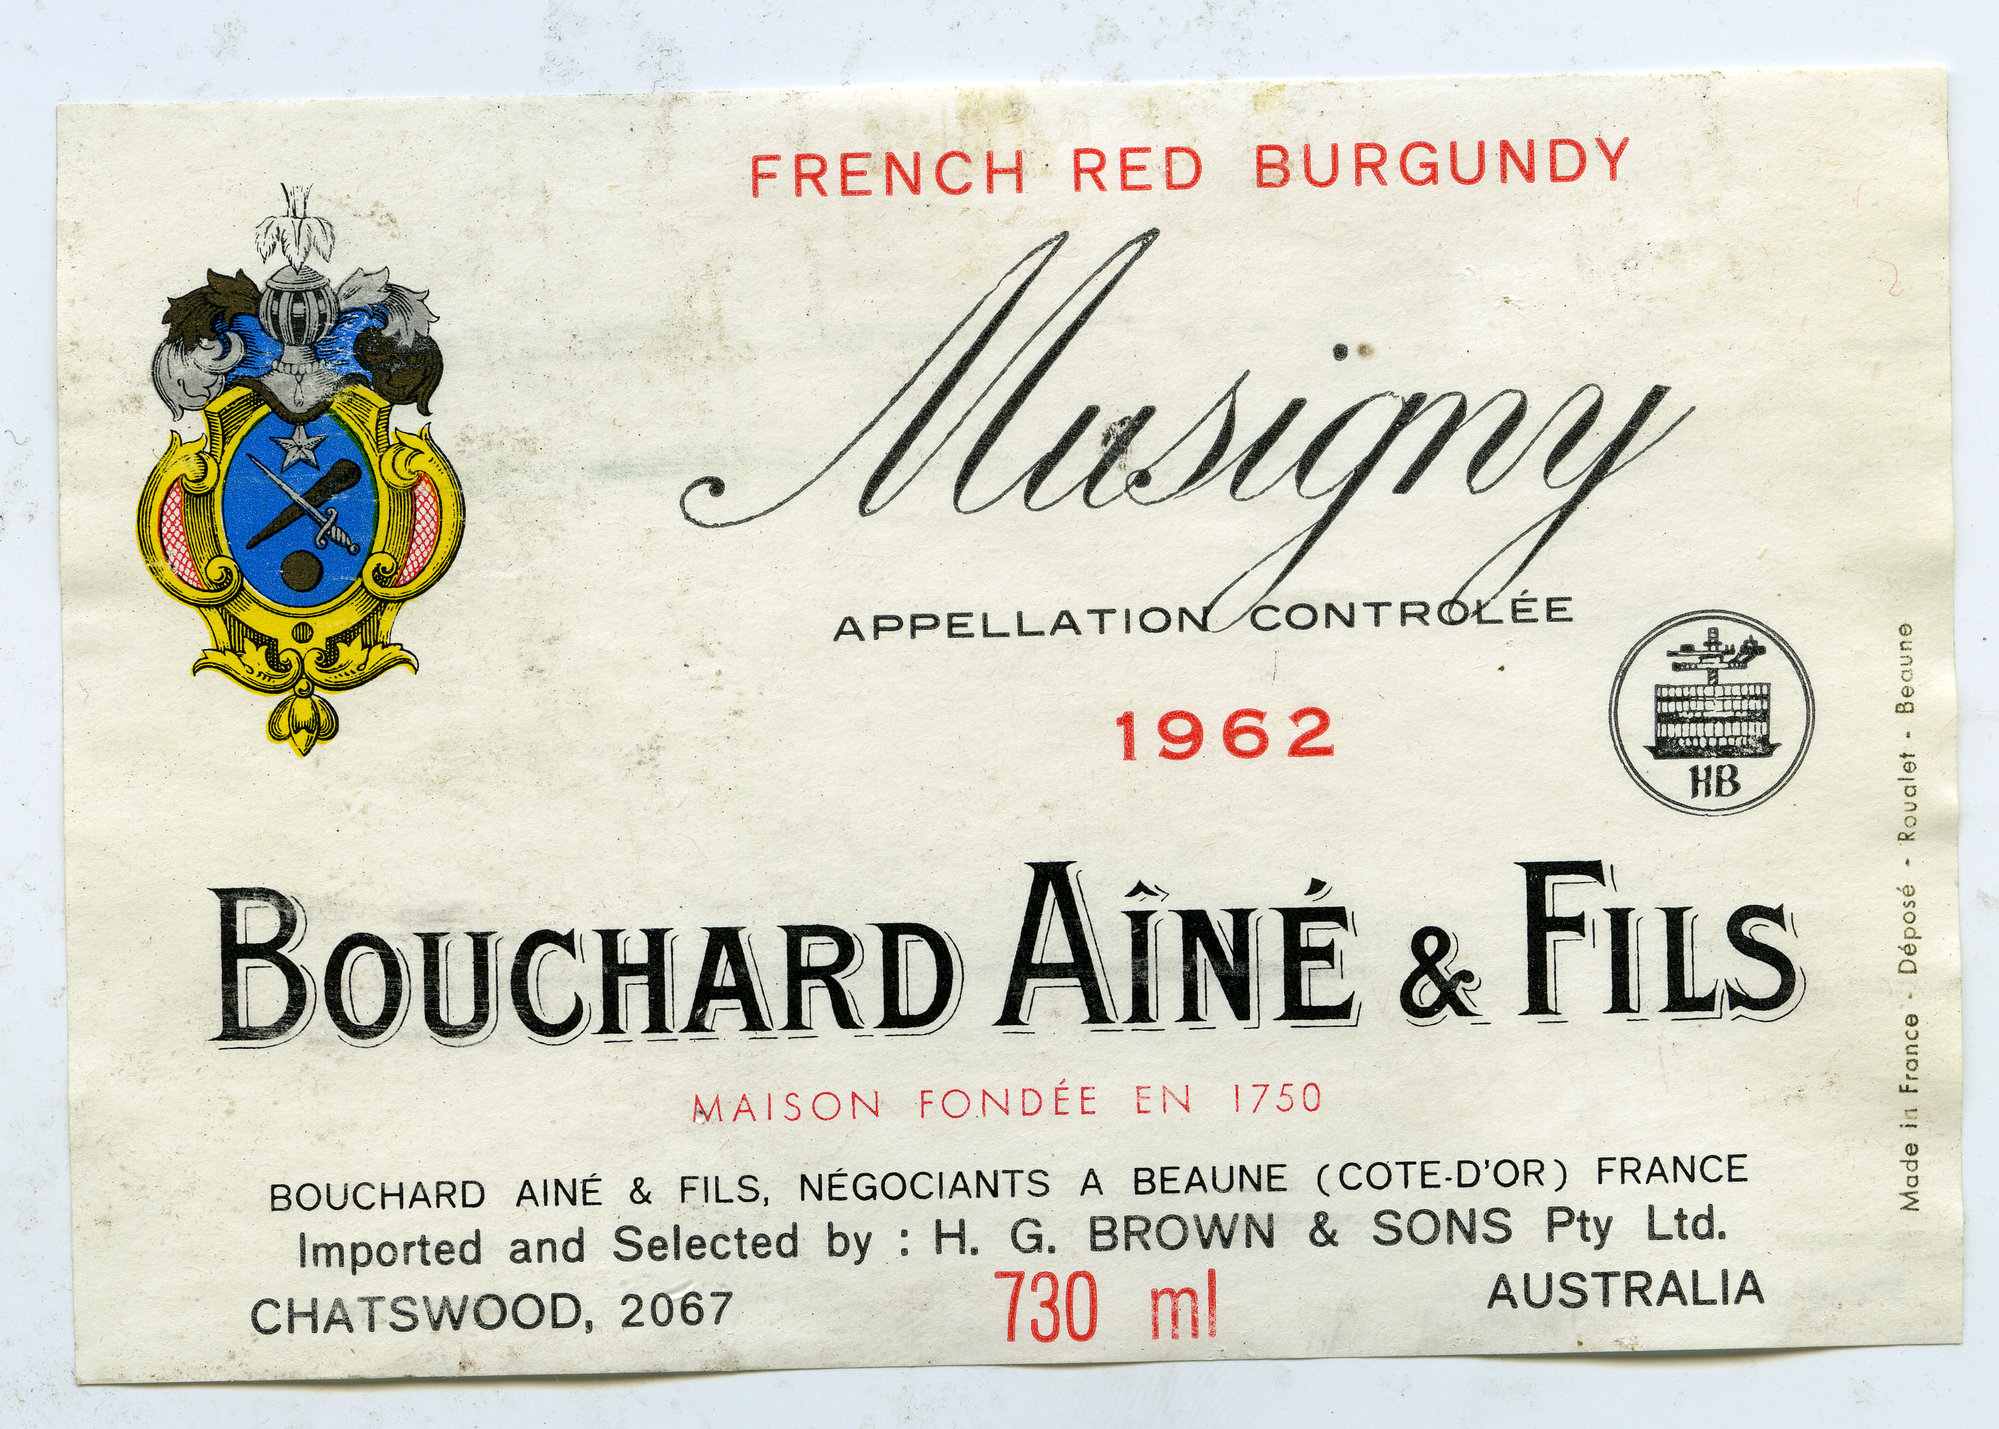 FRENCH RED BURGUNDY
Musigny
APPELLATION CONTROLÉE
1962
HB
BOUCHARD AÎNÉ & FILS
MAISON FONDÉE EN 1750
BOUCHARD AINÉ & FILS, NÉGOCIANTS A BEAUNE (COTE-D'OR) FRANCE
Imported and Selected by : H. G. BROWN & SONS Pty Ltd.
CHATSWOOD, 2067 730 ml AUSTRALIA
Made in France - Déposé - Roualet - Beaune